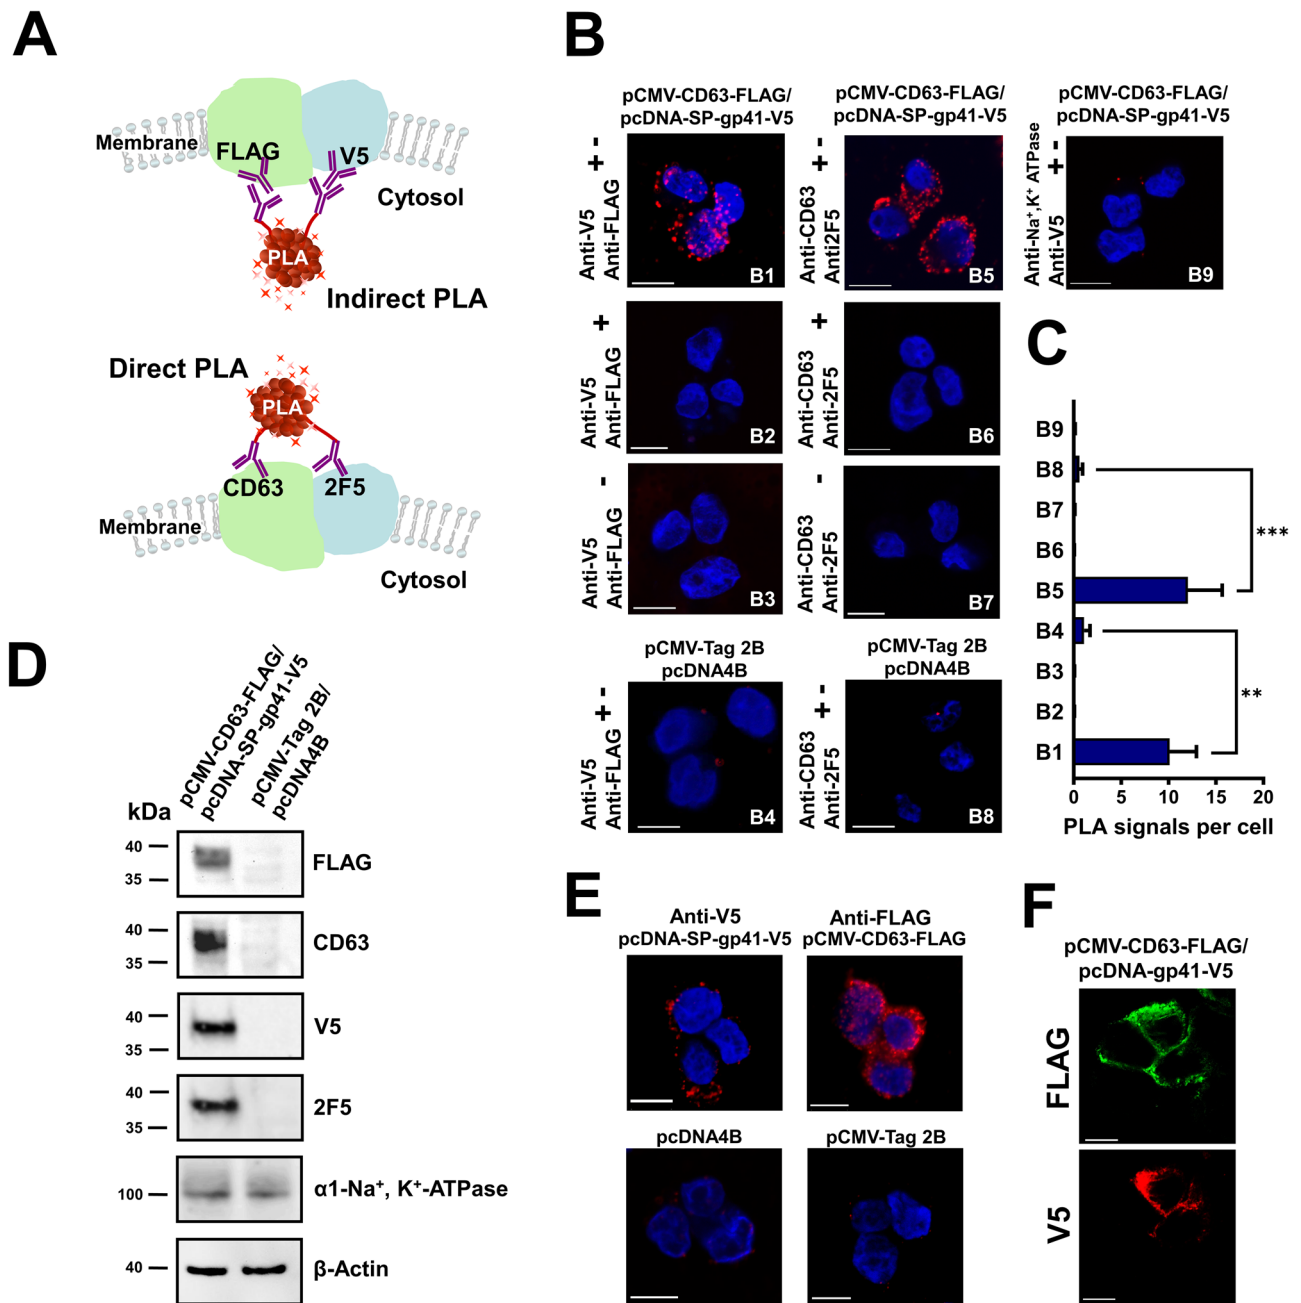 A
Membrane
FLAG
V5
Cytosol
PLA
Indirect PLA
Direct PLA
PLA
CD63
2F5
Membrane
Cytosol
B
pCMV-CD63-FLAG/
pcDNA-SP-gp41-V5
+ -
Anti-V5
Anti-FLAG
B1
pCMV-CD63-FLAG/
pcDNA-SP-gp41-V5
+ -
Anti-CD63
Anti2F5
B5
pCMV-CD63-FLAG/
pcDNA-SP-gp41-V5
+ -
Anti-Na+,K+ ATPase
Anti-V5
B9
+
Anti-V5
Anti-FLAG
B2
+
Anti-CD63
Anti-2F5
B6
-
Anti-V5
Anti-FLAG
B3
-
Anti-CD63
Anti-2F5
B7
pCMV-Tag 2B
pcDNA4B
+ -
Anti-V5
Anti-FLAG
B4
pCMV-Tag 2B
pcDNA4B
+ -
Anti-CD63
Anti-2F5
B8
C
B9
B8
B7
B6
B5
B4
B3
B2
B1
***
**
0 5 10 15 20
PLA signals per cell
D
pCMV-CD63-FLAG/
pcDNA-SP-gp41-V5
pCMV-Tag 2B/
pcDNA4B
kDa
40
35
FLAG
40
35
CD63
40
35
V5
40
35
2F5
100
α1-Na+, K+-ATPase
40
β-Actin
E
Anti-V5
pcDNA-SP-gp41-V5
Anti-FLAG
pCMV-CD63-FLAG
pcDNA4B
pCMV-Tag 2B
F
pCMV-CD63-FLAG/
pcDNA-gp41-V5
FLAG
V5